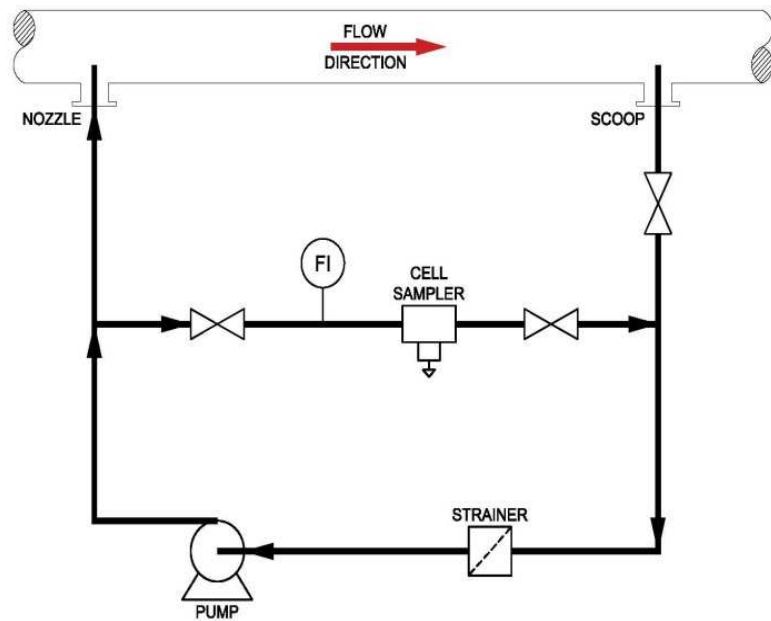 FLOW
DIRECTION
NOZZLE
SCOOP
FI
CELL
SAMPLER
STRAINER
PUMP